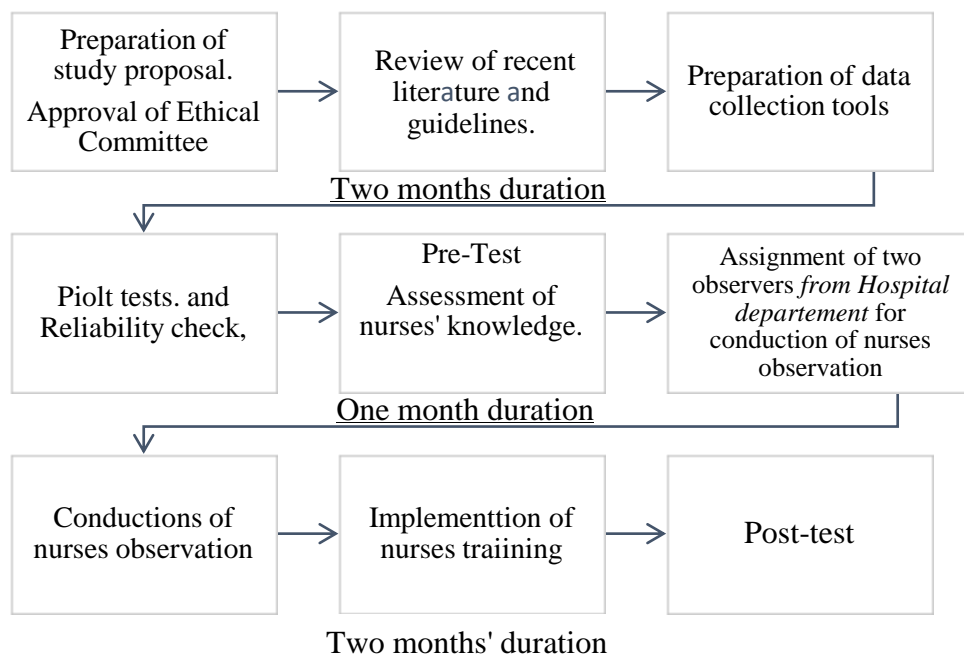 Preparation of
study proposal.
Approval of Ethical
Committee
Review of recent
literature and
guidelines.
Preparation of data
collection tools
Two months duration
Piolt tests. and
Reliability check,
Pre-Test
Assessment of
nurses' knowledge.
Assignment of two
observers from Hospital
departement for
conduction of nurses
observation
One month duration
Conductions of
nurses observation
Implementtion of
nurses traiining
Post-test
Two months' duration